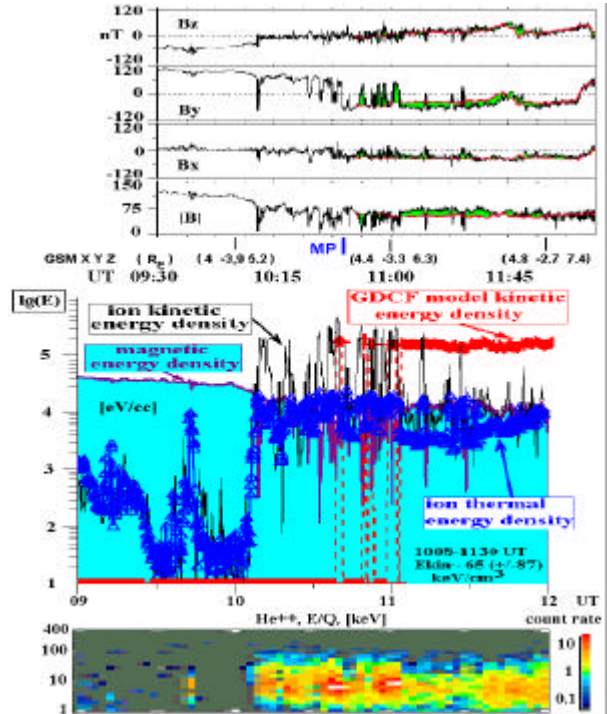 120 Bz
nT 0
-120
120 By
0
-120
120 Bx
0
-120
150
75 |B|
0
MP
GSM X Y Z ( Re ) (4 -3,9 6.2) (4.4 -3.3 6.3) (4.8 -2.7 7.4)
UT 09:30 10:15 11:00 11:45
lg(E)
ion kinetic
energy density
GDCF model kinetic
energy density
magnetic
energy density
5
4
[eV/cc]
3
2
1
ion thermal
energy density
1005-1130 UT
Ekin- 65 (+/-87)
keV/cm3
09 10 11 12 UT
He++, E/Q, [keV] count rate
400
100
10
1
10
1
0.1